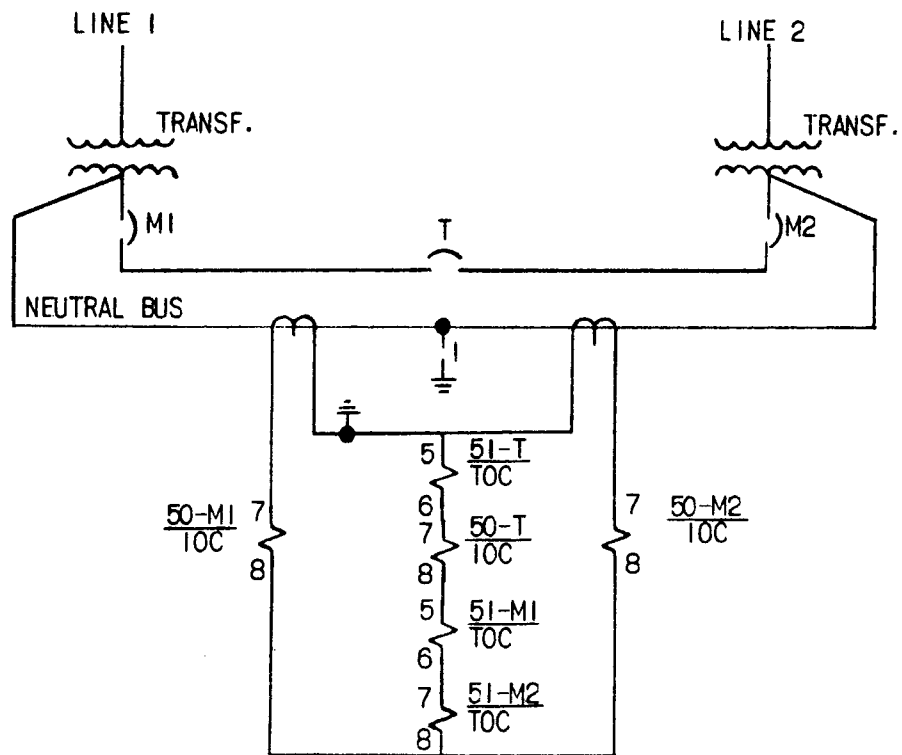 LINE 1
LINE 2
TRANSF.
TRANSF.
M1
T
M2
NEUTRAL BUS
1
5
51-T
TOC
6
50-M1
IOC
7
8
7
50-T
IOC
8
7
8
50-M2
IOC
5
51-M1
TOC
6
7
51-M2
TOC
8